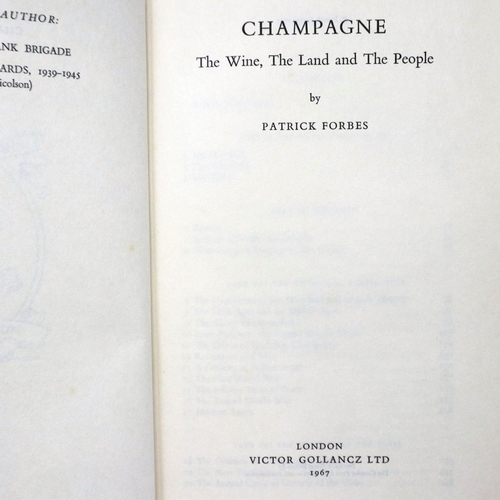 AUTHOR:
NK BRIGADE
ARDS, 1939–1945
icolson)
CHAMPAGNE
The Wine, The Land and The People
by
PATRICK FORBES
LONDON
VICTOR GOLLANCZ LTD
1967